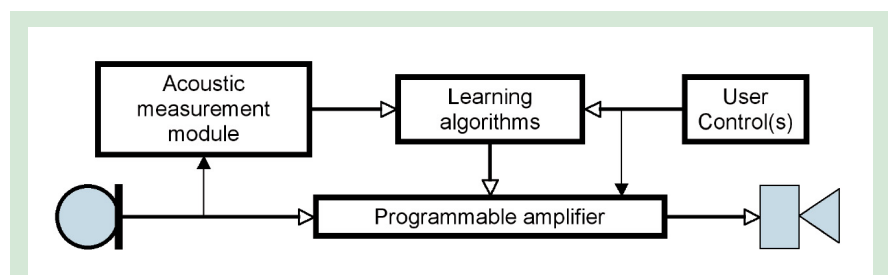 Acoustic
measurement
module
Learning
algorithms
User
Control(s)
Programmable amplifier